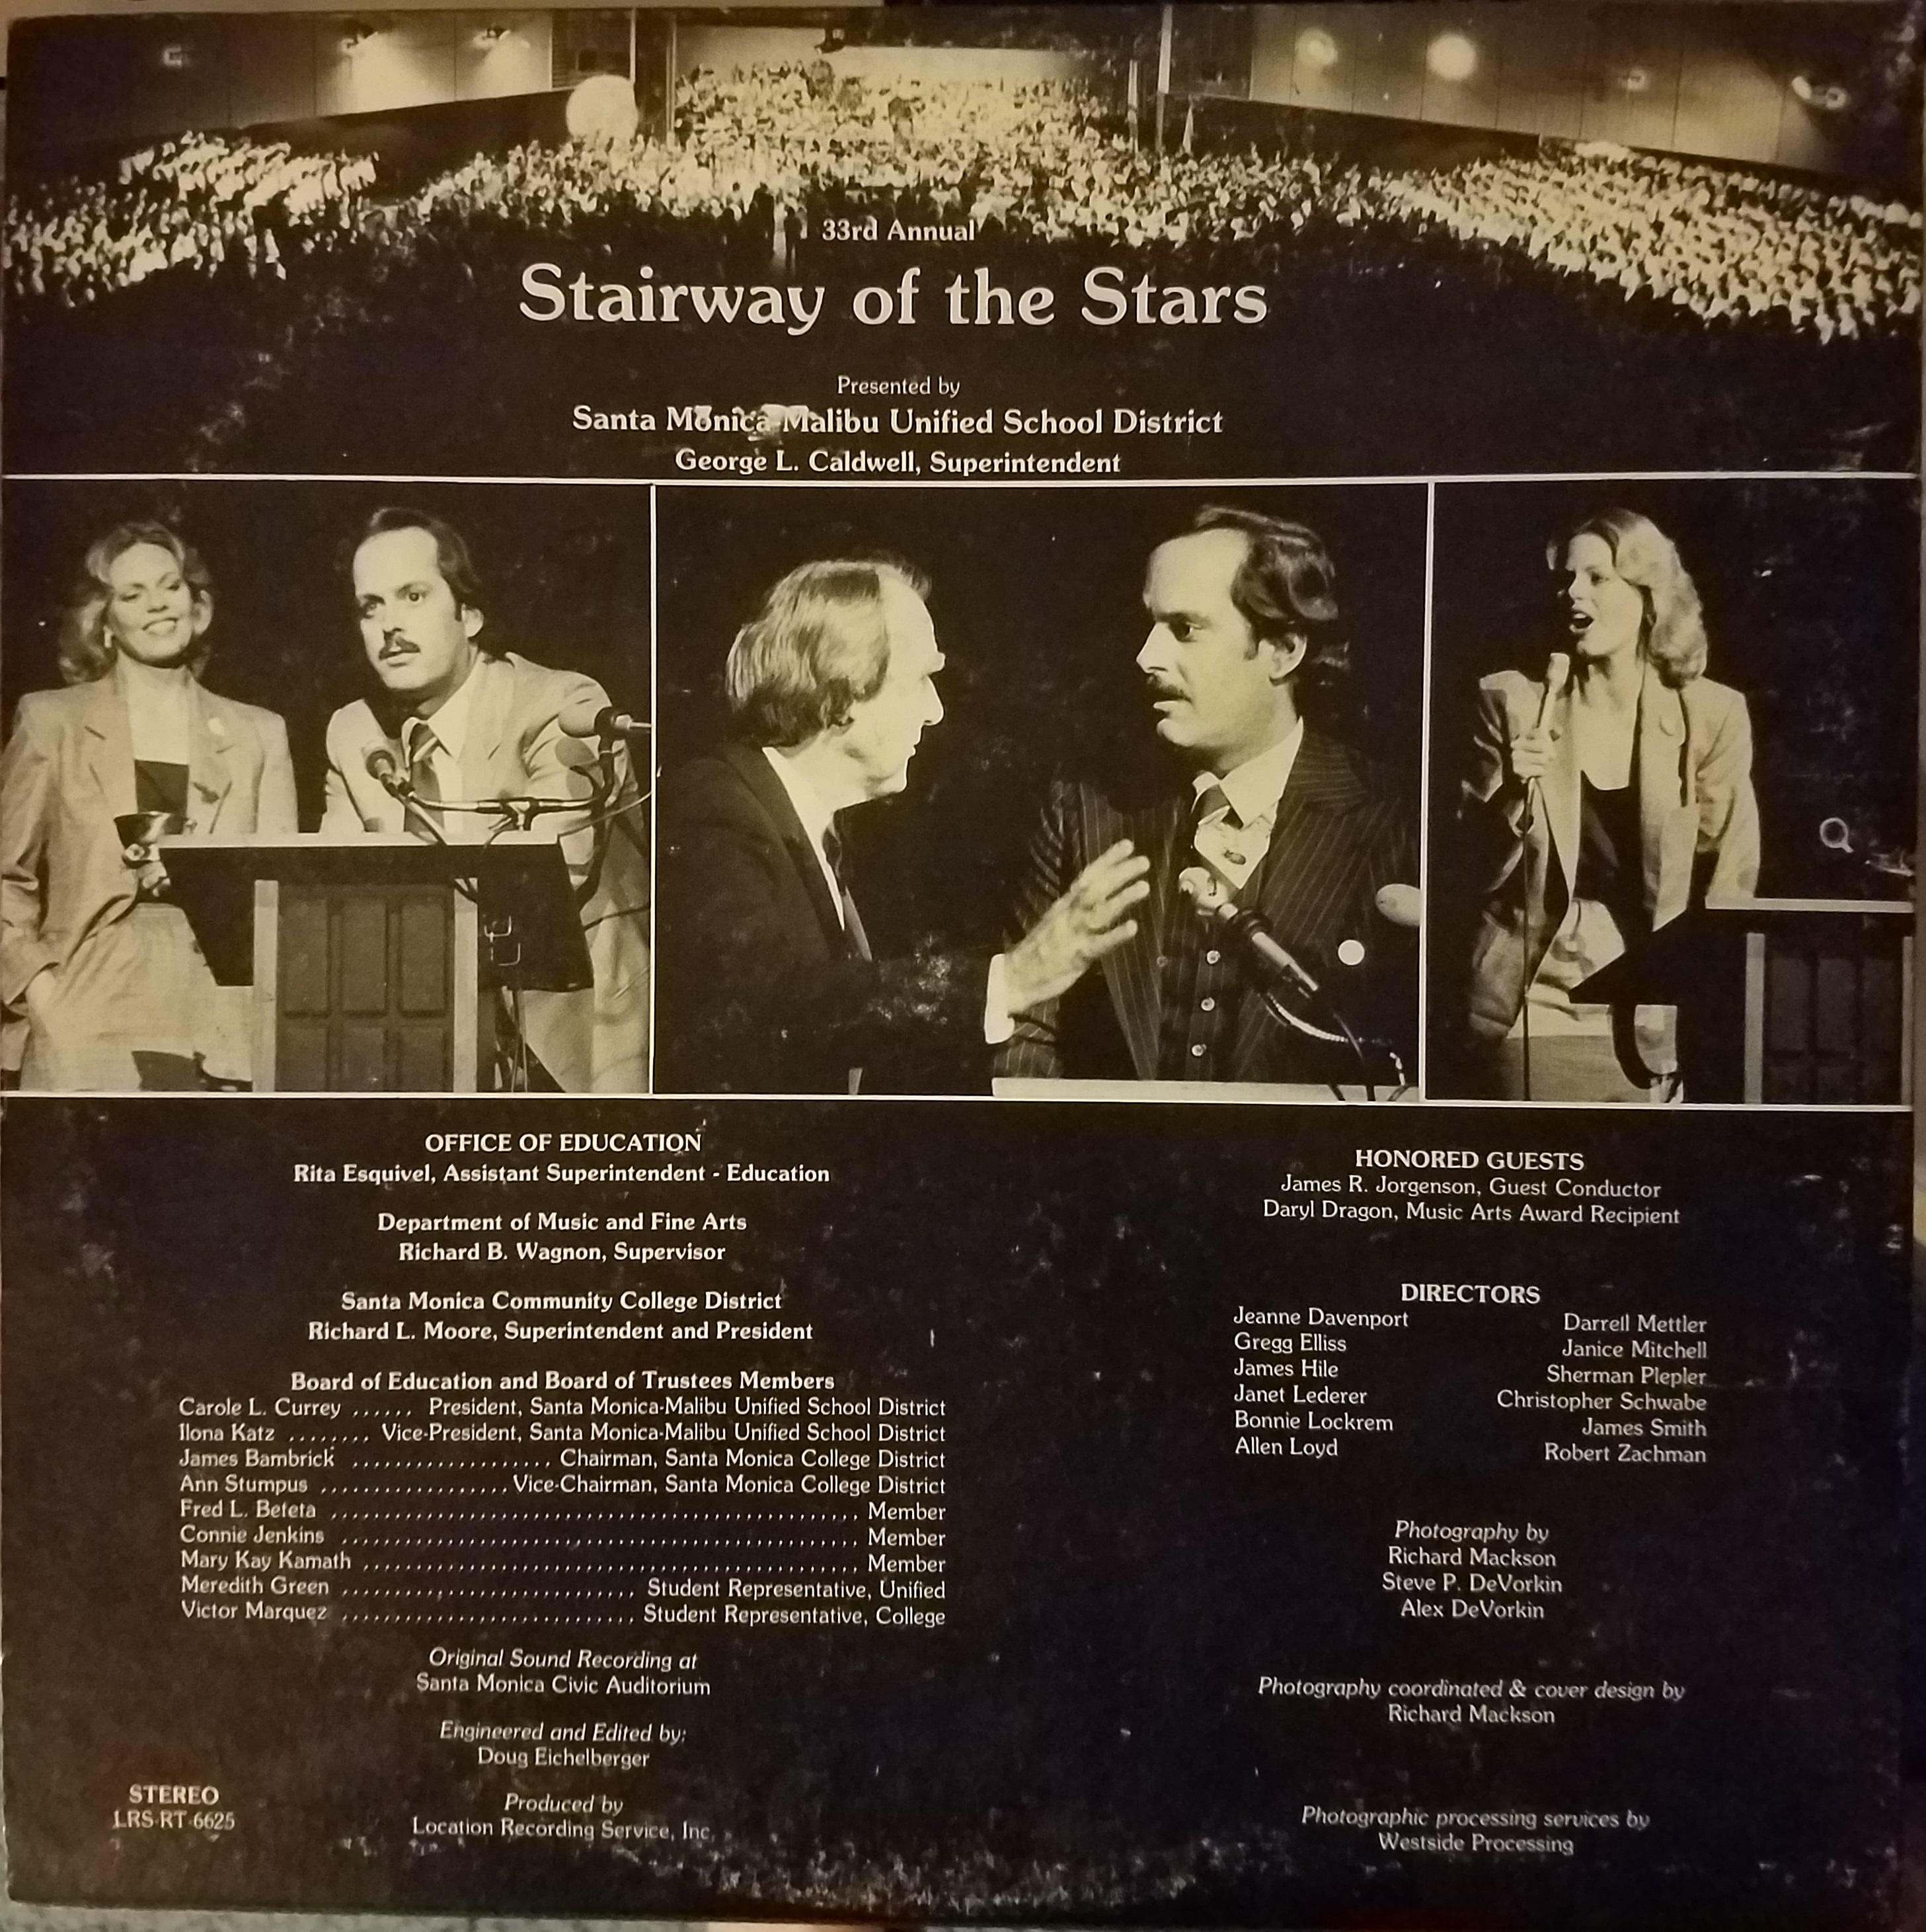 33rd Annual
Stairway of the Stars
Presented by
Santa Monica-Malibu Unified School District
George L. Caldwell, Superintendent
OFFICE OF EDUCATION
Rita Esquivel, Assistant Superintendent - Education
Department of Music and Fine Arts
Richard B. Wagnon, Supervisor
Santa Monica Community College District
Richard L. Moore, Superintendent and President
Board of Education and Board of Trustees Members
Carole L. Currey ...... President, Santa Monica-Malibu Unified School District
Ilona Katz ........ Vice-President, Santa Monica-Malibu Unified School District
James Bambrick ................... Chairman, Santa Monica College District
Ann Stumpus .................. Vice-Chairman, Santa Monica College District
Fred L. Beteta ................................................... Member
Connie Jenkins .................................................. Member
Mary Kay Kamath ................................................ Member
Meredith Green ............................ Student Representative, Unified
Victor Marquez ............................ Student Representative, College
Original Sound Recording at
Santa Monica Civic Auditorium
Engineered and Edited by:
Doug Eichelberger
Produced by
Location Recording Service, Inc.
STEREO
LRS-RT-6625
HONORED GUESTS
James R. Jorgenson, Guest Conductor
Daryl Dragon, Music Arts Award Recipient
DIRECTORS
Jeanne Davenport
Gregg Elliss
James Hile
Janet Lederer
Bonnie Lockrem
Allen Loyd
Darrell Mettler
Janice Mitchell
Sherman Plepler
Christopher Schwabe
James Smith
Robert Zachman
Photography by
Richard Mackson
Steve P. DeVorkin
Alex DeVorkin
Photography coordinated & cover design by
Richard Mackson
Photographic processing services by
Westside Processing